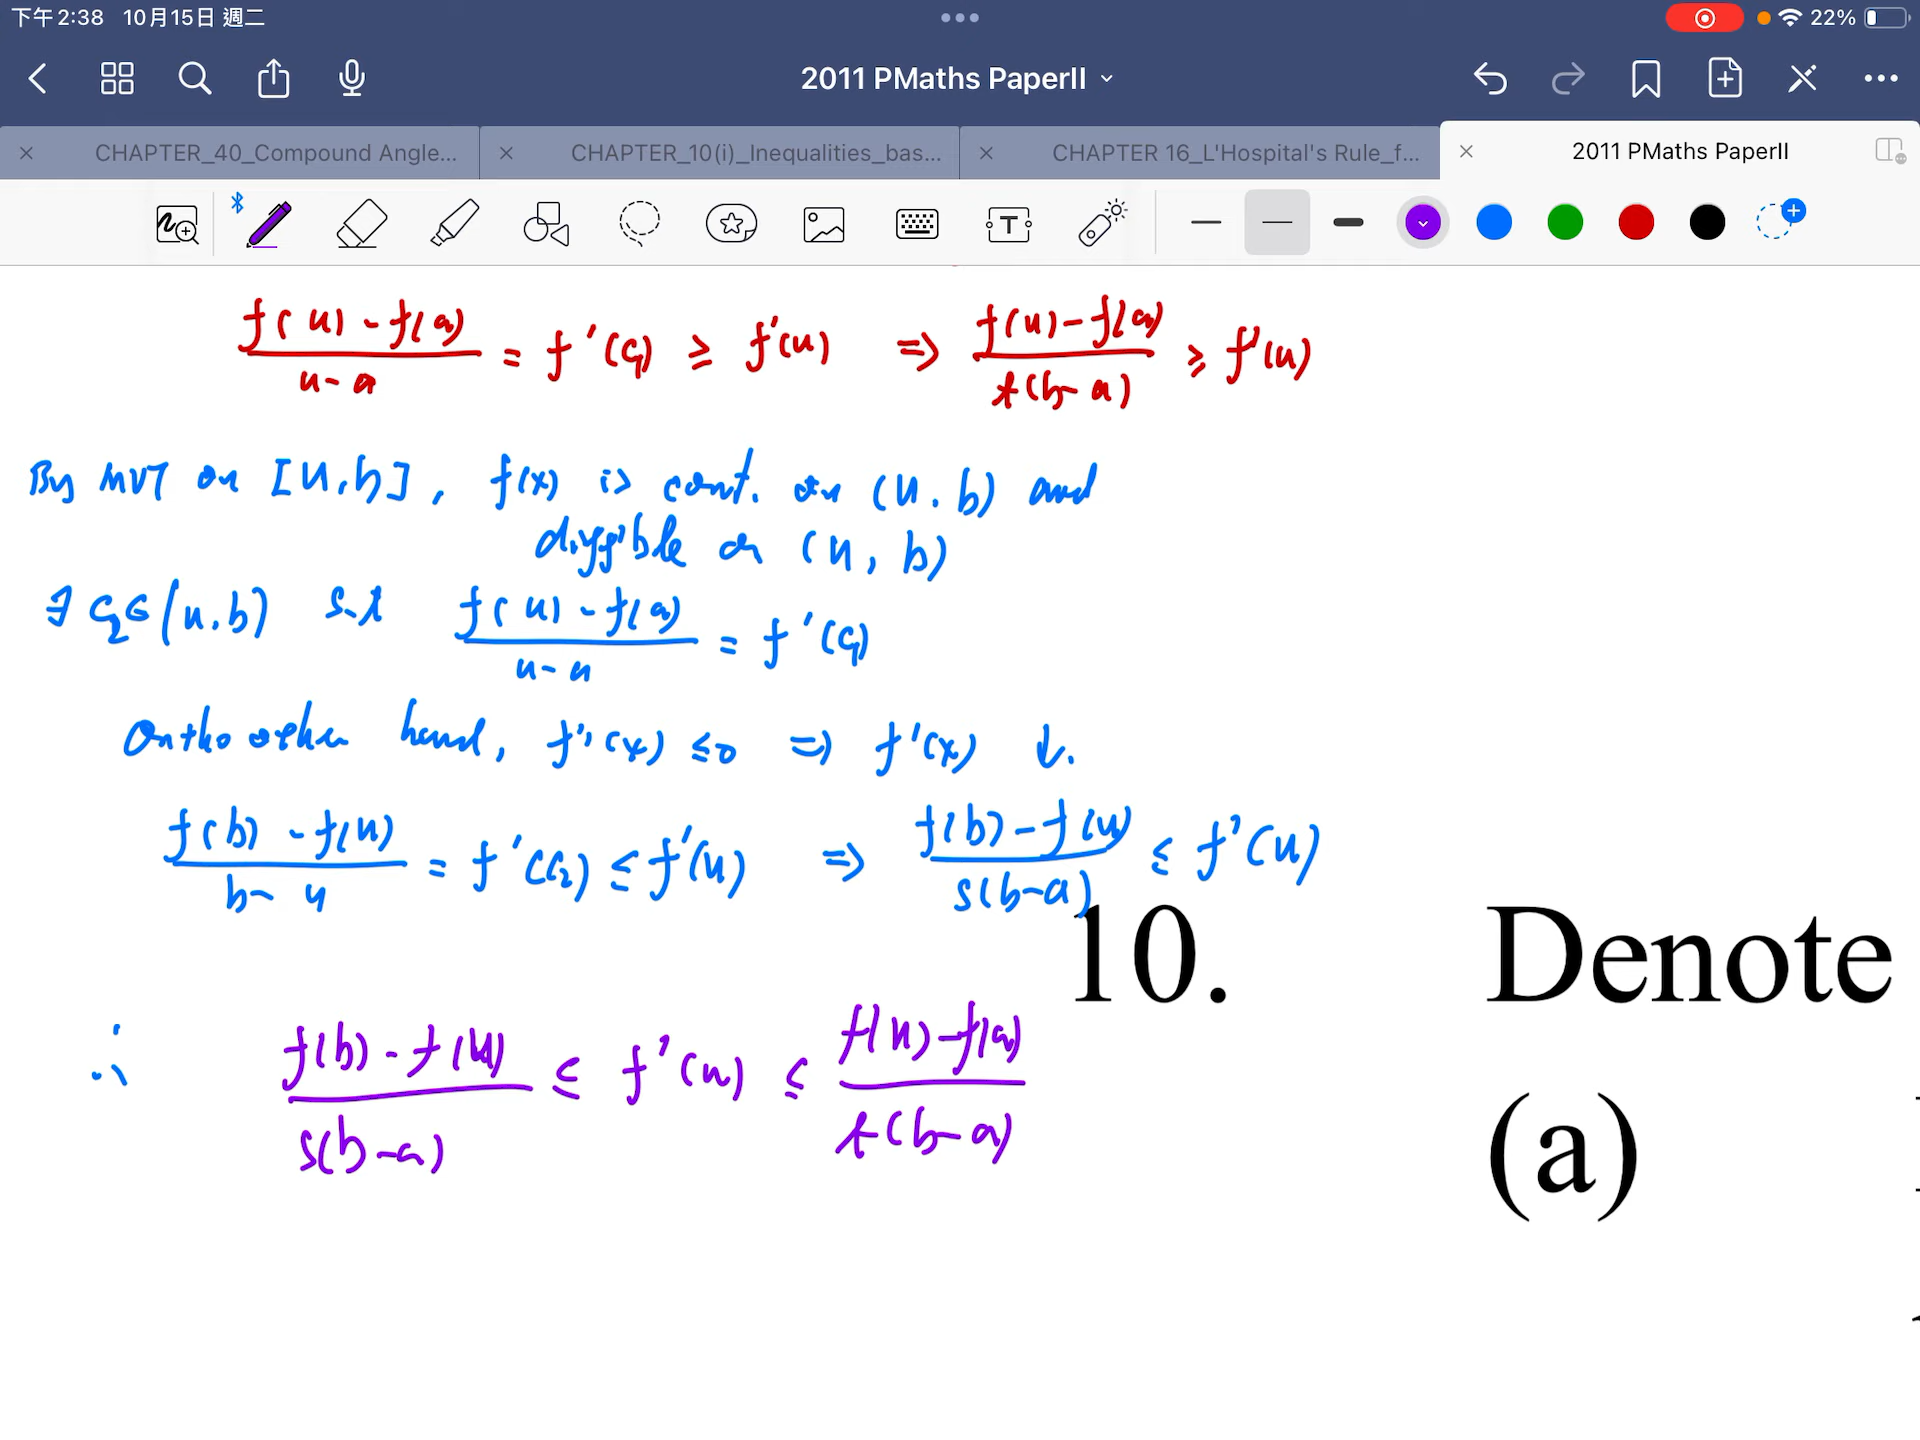 下午2:38 10月15日 週二
22%
2011 PMaths PaperII
CHAPTER_40_Compound Angle...
CHAPTER_10(i)_Inequalities_bas...
CHAPTER 16_L'Hospital's Rule_f...
2011 PMaths PaperII
(f(u) - f(a))/(u - a) = f'(c₁) ≥ f'(u) ⇒ (f(u) - f(a))/(t(b - a)) ≥ f'(u)
By MVT on [u, b], f(x) is cont. on (u, b) and
diff'ble on (u, b)
∃ c₂ ∈ (u, b) s.t (f(u) - f(a))/(u - a) = f'(c₁)
On the other hand, f''(x) ≤ 0 ⇒ f'(x) ↓.
(f(b) - f(u))/(b - u) = f'(c₂) ≤ f'(u) ⇒ (f(b) - f(u))/(s(b - a)) ≤ f'(u)
10. Denote
∴ (f(b) - f(u))/(s(b - a)) ≤ f'(u) ≤ (f(u) - f(a))/(t(b - a))
(a)